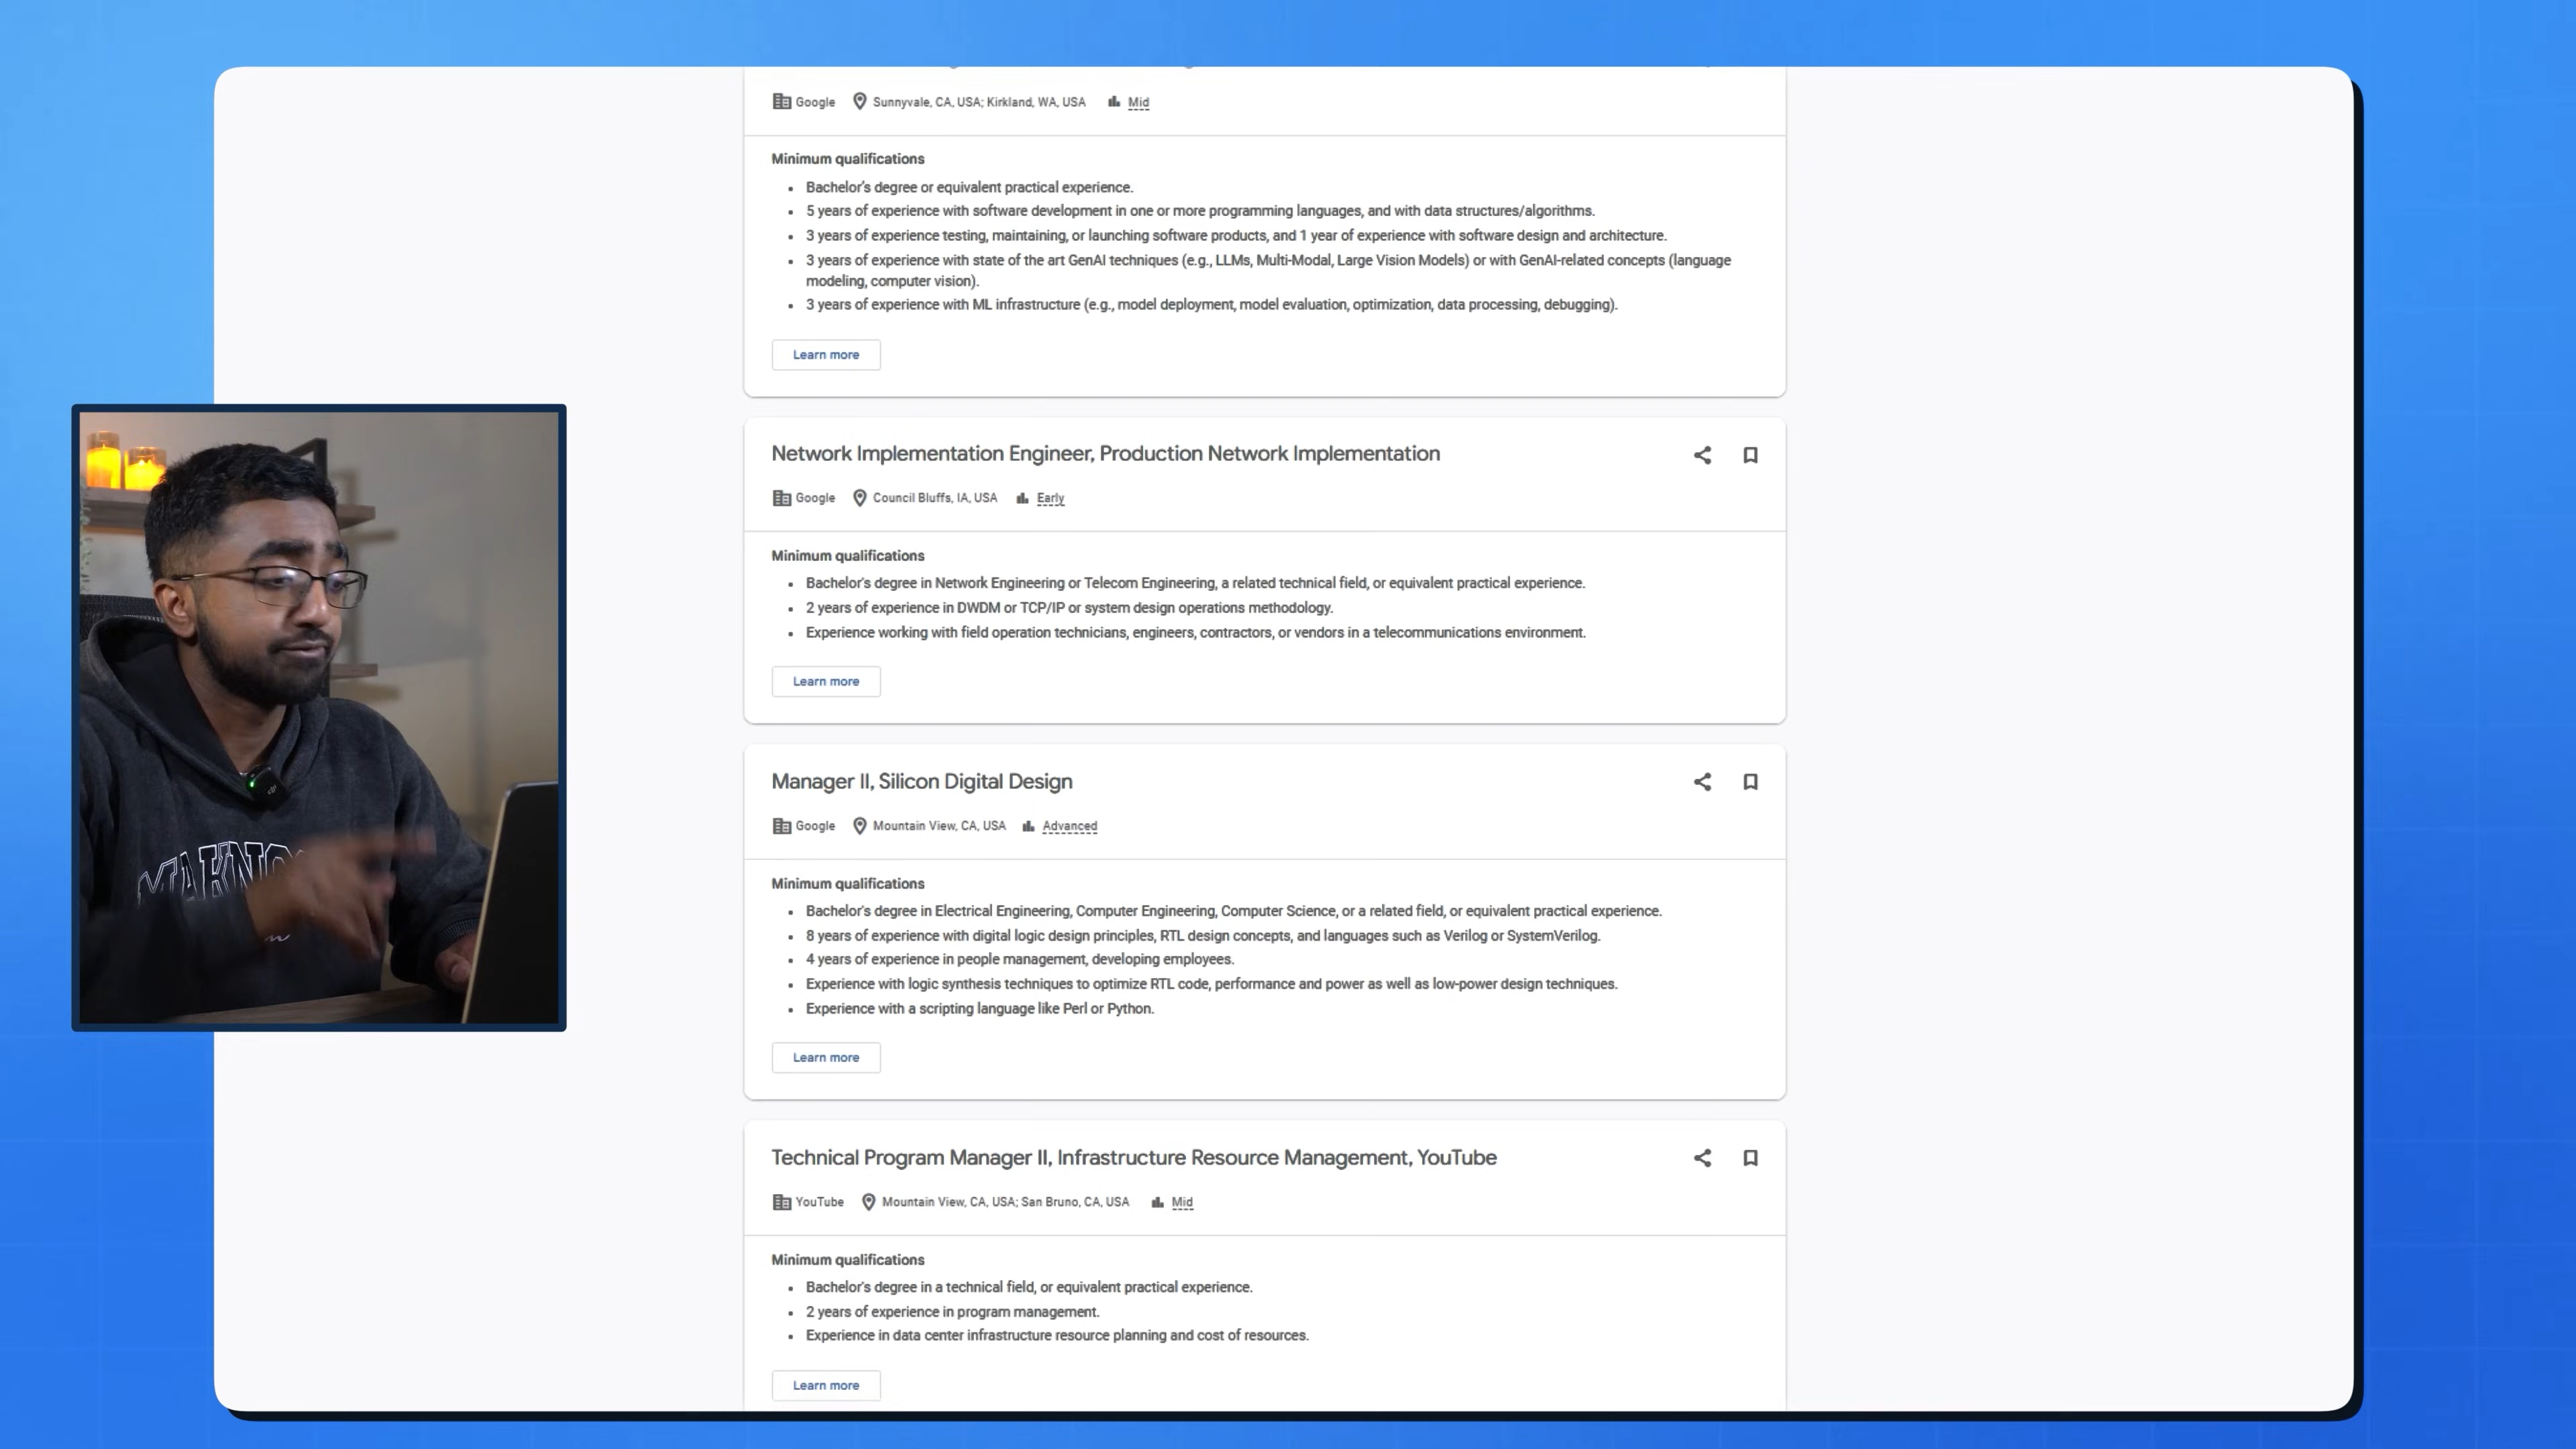 Google Sunnyvale, CA, USA; Kirkland, WA, USA Mid
Minimum qualifications
• Bachelor's degree or equivalent practical experience.
• 5 years of experience with software development in one or more programming languages, and with data structures/algorithms.
• 3 years of experience testing, maintaining, or launching software products, and 1 year of experience with software design and architecture.
• 3 years of experience with state of the art GenAI techniques (e.g., LLMs, Multi-Modal, Large Vision Models) or with GenAI-related concepts (language
modeling, computer vision).
• 3 years of experience with ML infrastructure (e.g., model deployment, model evaluation, optimization, data processing, debugging).
Learn more
Network Implementation Engineer, Production Network Implementation
Google Council Bluffs, IA, USA Early
Minimum qualifications
• Bachelor's degree in Network Engineering or Telecom Engineering, a related technical field, or equivalent practical experience.
• 2 years of experience in DWDM or TCP/IP or system design operations methodology.
• Experience working with field operation technicians, engineers, contractors, or vendors in a telecommunications environment.
Learn more
Manager II, Silicon Digital Design
Google Mountain View, CA, USA Advanced
Minimum qualifications
• Bachelor's degree in Electrical Engineering, Computer Engineering, Computer Science, or a related field, or equivalent practical experience.
• 8 years of experience with digital logic design principles, RTL design concepts, and languages such as Verilog or SystemVerilog.
• 4 years of experience in people management, developing employees.
• Experience with logic synthesis techniques to optimize RTL code, performance and power as well as low-power design techniques.
• Experience with a scripting language like Perl or Python.
Learn more
Technical Program Manager II, Infrastructure Resource Management, YouTube
YouTube Mountain View, CA, USA; San Bruno, CA, USA Mid
Minimum qualifications
• Bachelor's degree in a technical field, or equivalent practical experience.
• 2 years of experience in program management.
• Experience in data center infrastructure resource planning and cost of resources.
Learn more